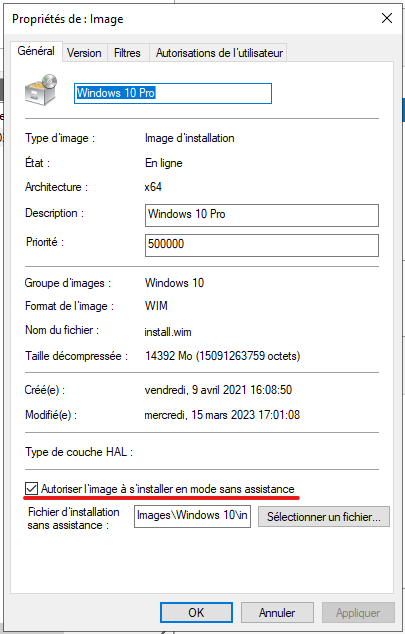 Propriétés de : Image
Général Version Filtres Autorisations de l'utilisateur
Windows 10 Pro
Type d'image : Image d'installation
État : En ligne
Architecture : x64
Description : Windows 10 Pro
Priorité : 500000
Groupe d'images : Windows 10
Format de l'image : WIM
Nom du fichier : install.wim
Taille décompressée : 14392 Mo (15091263759 octets)
Créé(e) : vendredi, 9 avril 2021 16:08:50
Modifié(e) : mercredi, 15 mars 2023 17:01:08
Type de couche HAL :
Autoriser l'image à s'installer en mode sans assistance
Fichier d'installation
sans assistance : Images\Windows 10\in Sélectionner un fichier...
OK Annuler Appliquer